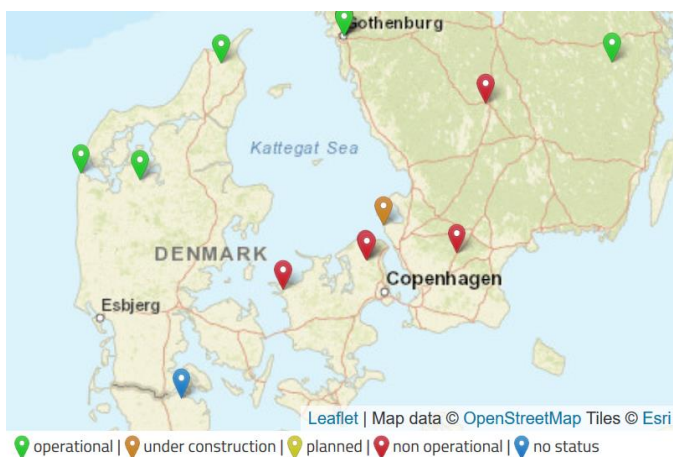 Gothenburg
Kattegat Sea
DENMARK
Copenhagen
Esbjerg
Leaflet | Map data © OpenStreetMap Tiles © Esri
operational | under construction | planned | non operational | no status